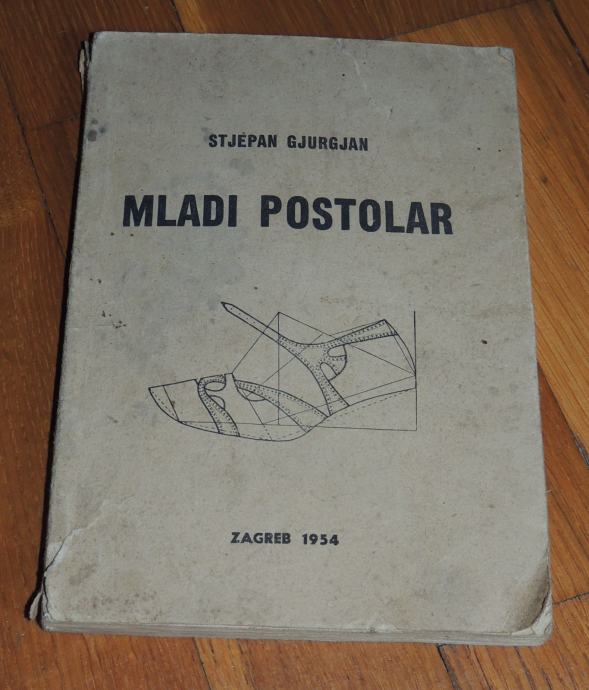 STJEPAN GJURGJAN
MLADI POSTOLAR
ZAGREB 1954